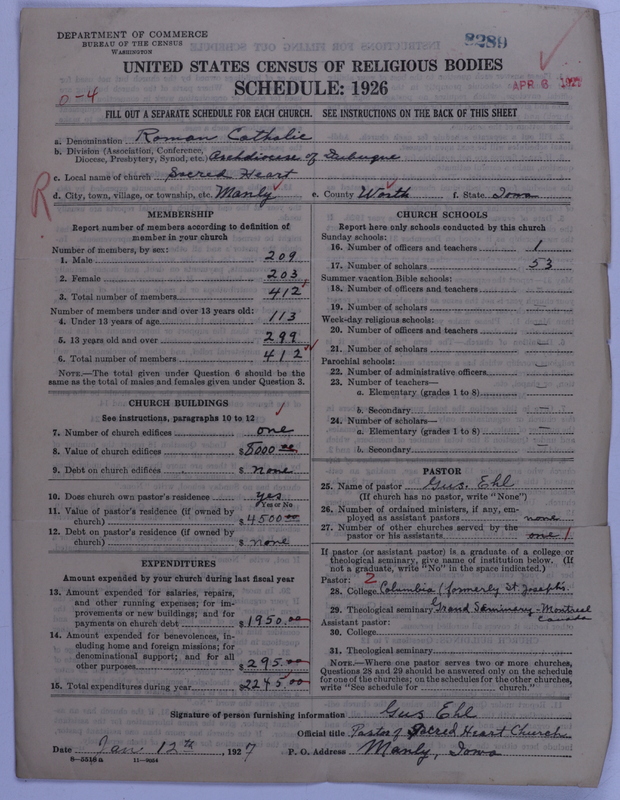 DEPARTMENT OF COMMERCE
BUREAU OF THE CENSUS
WASHINGTON
8289
APR 8 1927
UNITED STATES CENSUS OF RELIGIOUS BODIES
SCHEDULE: 1926
0-4
FILL OUT A SEPARATE SCHEDULE FOR EACH CHURCH. SEE INSTRUCTIONS ON THE BACK OF THIS SHEET
a. Denomination Roman Catholic
b. Division (Association, Conference, Diocese, Presbytery, Synod, etc.) Archdiocese of Dubuque
c. Local name of church Sacred Heart
R
d. City, town, village, or township, etc. Manly e. County Worth f. State Iowa
MEMBERSHIP
Report number of members according to definition of
member in your church
Number of members, by sex:
1. Male 209
2. Female 203
3. Total number of members 412
Number of members under and over 13 years old:
4. Under 13 years of age 113
5. 13 years old and over 299
6. Total number of members 412
NOTE.—The total given under Question 6 should be the
same as the total of males and females given under Question 3.
CHURCH BUILDINGS
See instructions, paragraphs 10 to 12
7. Number of church edifices one
8. Value of church edifices $8000.00
9. Debt on church edifices $ none
10. Does church own pastor's residence yes
Yes or No
11. Value of pastor's residence (if owned by
church) $4500.00
12. Debt on pastor's residence (if owned by
church) $ none
EXPENDITURES
Amount expended by your church during last fiscal year
13. Amount expended for salaries, repairs,
and other running expenses; for im-
provements or new buildings; and for
payments on church debt $1950.00
14. Amount expended for benevolences, in-
cluding home and foreign missions; for
denominational support; and for all
other purposes $295.00
15. Total expenditures during year $2245.00
CHURCH SCHOOLS
Report here only schools conducted by this church
Sunday schools:
16. Number of officers and teachers 1
17. Number of scholars 53
Summer vacation Bible schools:
18. Number of officers and teachers —
19. Number of scholars —
Week-day religious schools:
20. Number of officers and teachers —
21. Number of scholars —
Parochial schools:
22. Number of administrative officers —
23. Number of teachers—
a. Elementary (grades 1 to 8) —
b. Secondary —
24. Number of scholars—
a. Elementary (grades 1 to 8) —
b. Secondary —
PASTOR
25. Name of pastor Gus. Ehl
(If church has no pastor, write "None")
26. Number of ordained ministers, if any, em-
ployed as assistant pastors none
27. Number of other churches served by the
pastor or his assistants one 1
If pastor (or assistant pastor) is a graduate of a college or
theological seminary, give name of institution below. (If
not a graduate, write "No" in the space indicated.)
Pastor: 2
28. College Columbia (formerly St. Joseph's.
29. Theological seminary Grand Seminary - Montreal
Canada
Assistant pastor:
30. College
31. Theological seminary
NOTE.—Where one pastor serves two or more churches,
Questions 28 and 29 should be answered only on the schedule
for one of the churches; on the schedules for the other churches,
write "See schedule for church."
Signature of person furnishing information Gus Ehl
Official title Pastor of Sacred Heart Church
Date Jan 12th, 1927 P. O. Address Manly, Iowa
8—5518 a 11—9034